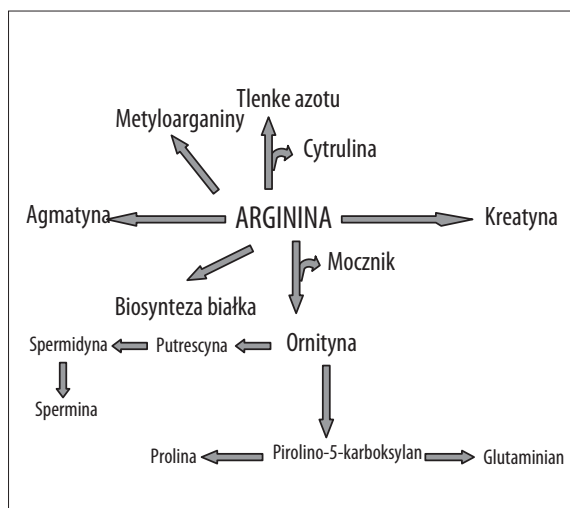 Tlenke azotu
Metyloarganiny
Cytrulina
Agmatyna
ARGININA
Kreatyna
Mocznik
Biosynteza białka
Spermidyna
Putrescyna
Ornityna
Spermina
Prolina
Pirolino-5-karboksylan
Glutaminian